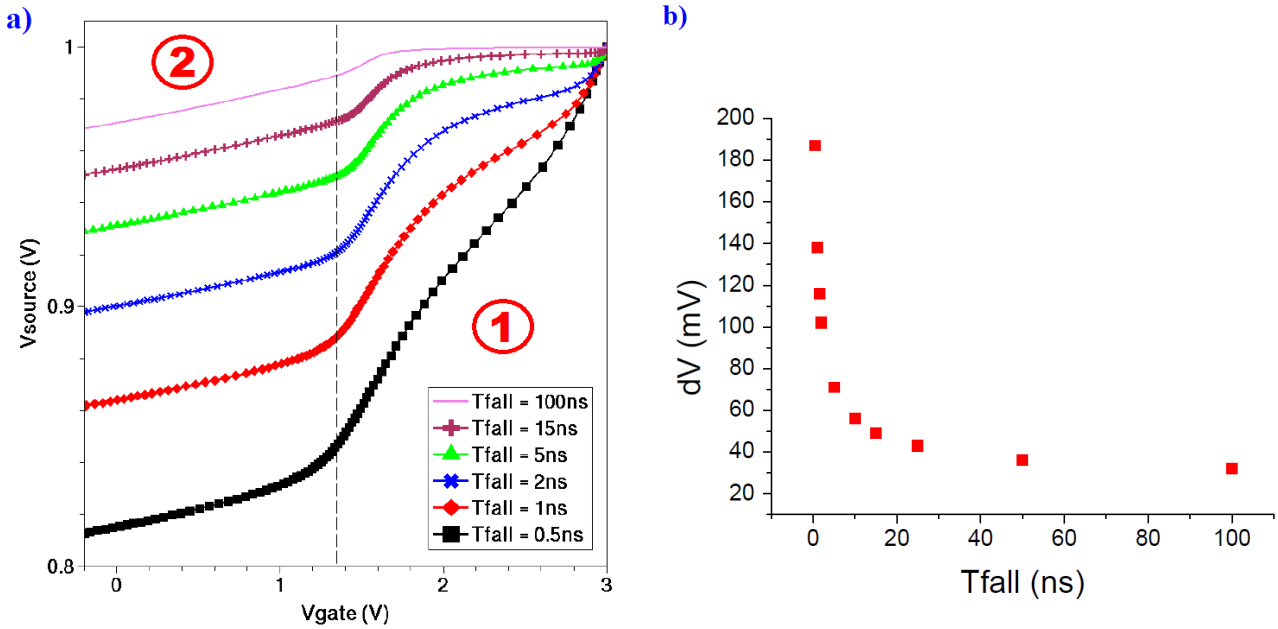 a)
1
0.9
0.8
Vsource (V)
0
1
2
3
Vgate (V)
2
1
Tfall = 100ns
Tfall = 15ns
Tfall = 5ns
Tfall = 2ns
Tfall = 1ns
Tfall = 0.5ns
b)
200
180
160
140
120
100
80
60
40
20
dV (mV)
0
20
40
60
80
100
Tfall (ns)